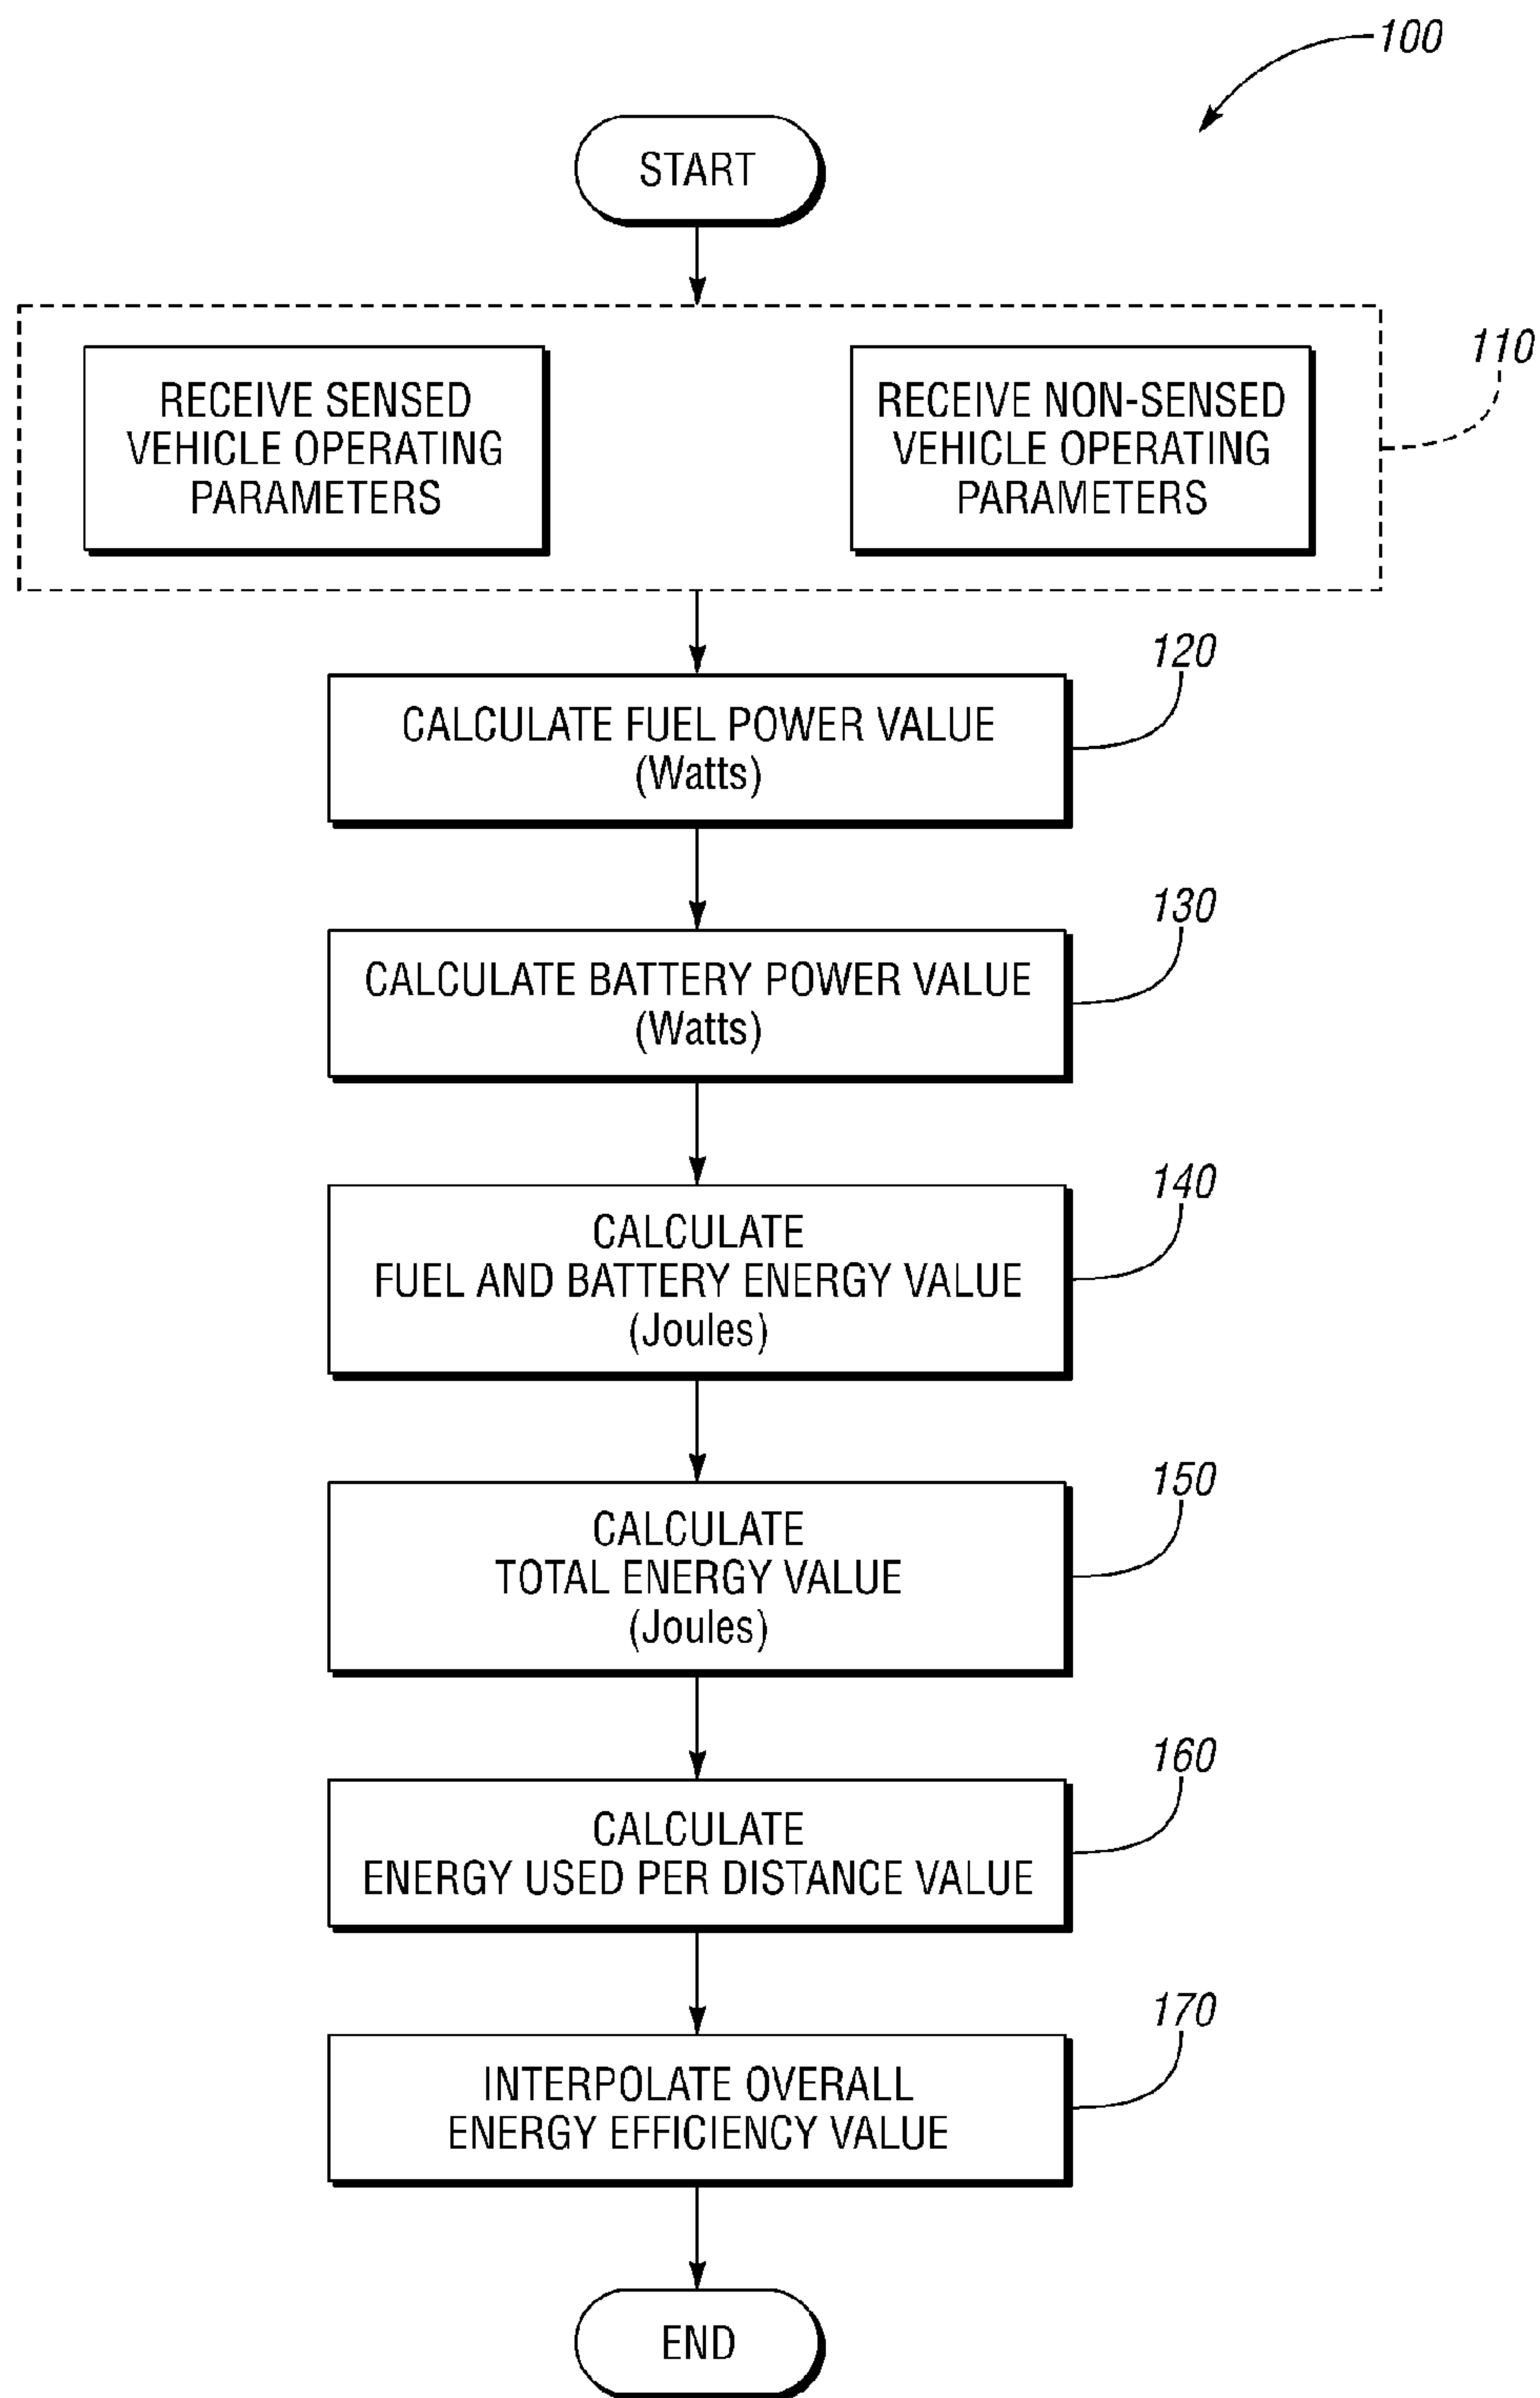 100
START
110
RECEIVE SENSED
VEHICLE OPERATING
PARAMETERS
RECEIVE NON-SENSED
VEHICLE OPERATING
PARAMETERS
120
CALCULATE FUEL POWER VALUE
(Watts)
130
CALCULATE BATTERY POWER VALUE
(Watts)
140
CALCULATE
FUEL AND BATTERY ENERGY VALUE
(Joules)
150
CALCULATE
TOTAL ENERGY VALUE
(Joules)
160
CALCULATE
ENERGY USED PER DISTANCE VALUE
170
INTERPOLATE OVERALL
ENERGY EFFICIENCY VALUE
END